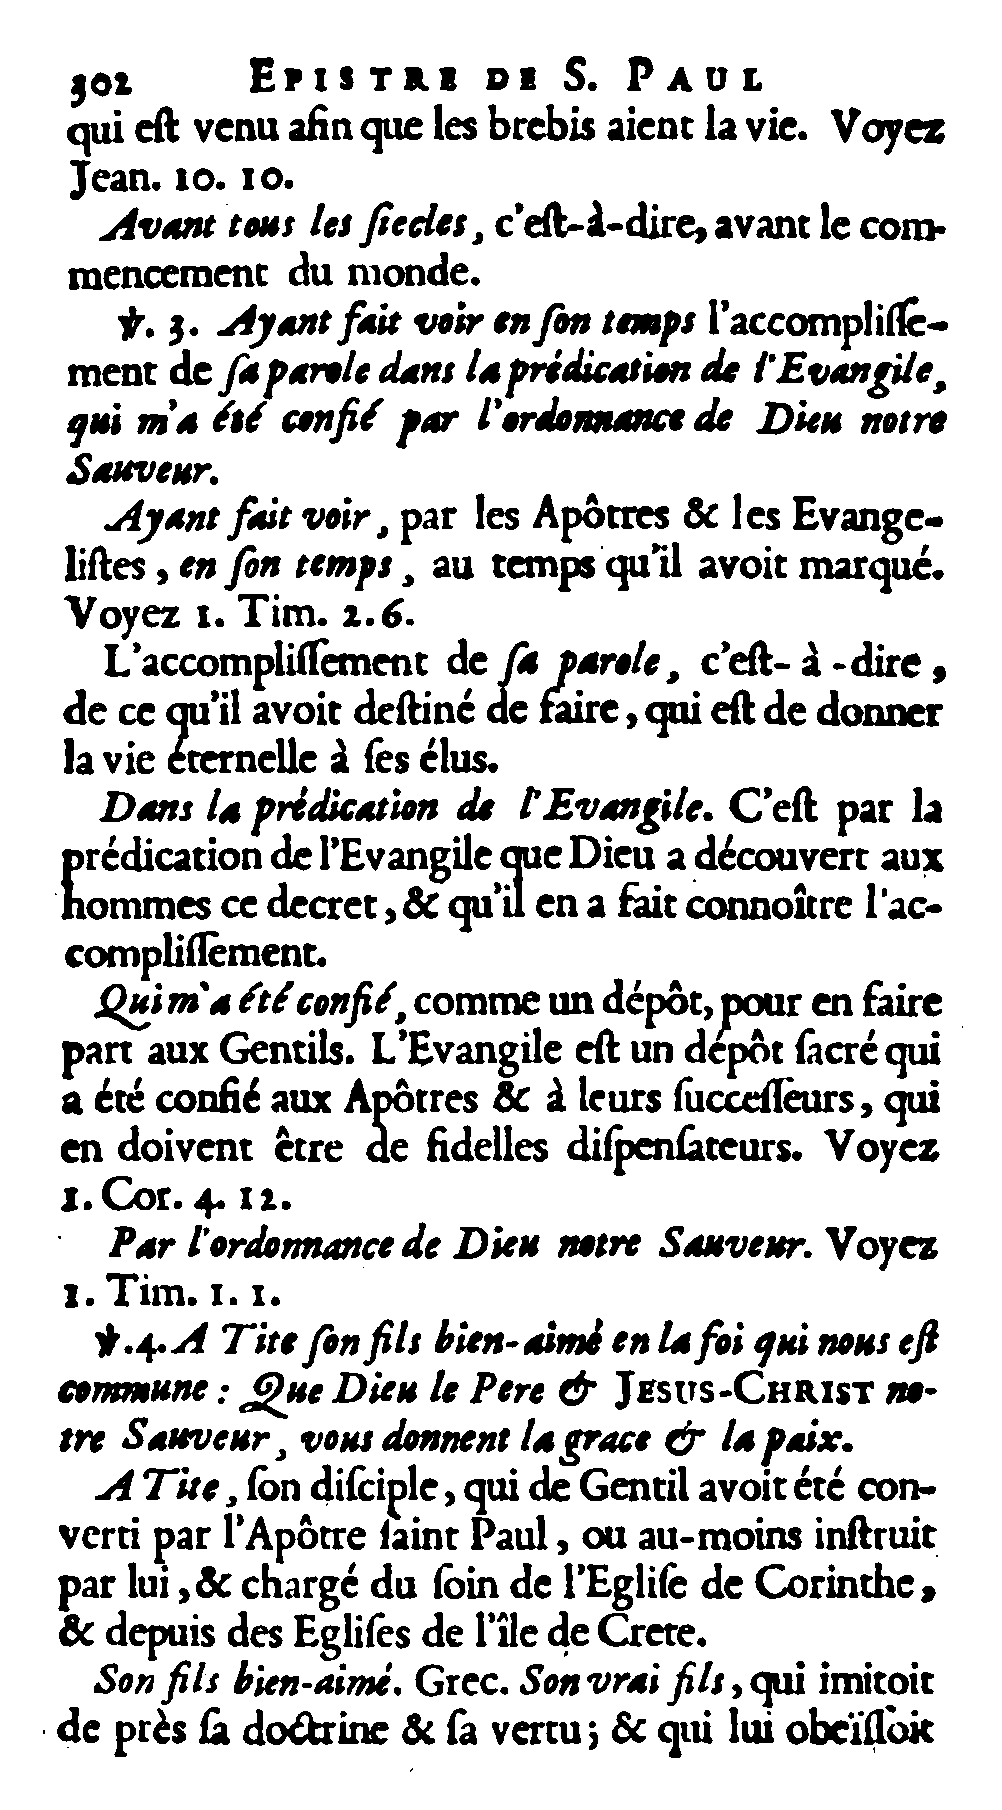 302 EPISTRE DE S. PAUL
qui eſt venu afin que les brebis aient la vie. Voyez
Jean. 10. 10.
Avant tous les ſiecles, c'eſt-à-dire, avant le com-
mencement du monde.
℣. 3. Ayant fait voir en ſon temps l'accompliſſe-
ment de ſa parole dans la prédication de l'Evangile,
qui m'a été confié par l'ordonnance de Dieu notre
Sauveur.
Ayant fait voir, par les Apôtres & les Evange-
liſtes, en ſon temps, au temps qu'il avoit marqué.
Voyez 1. Tim. 2. 6.
L'accompliſſement de ſa parole, c'eſt-à-dire,
de ce qu'il avoit deſtiné de faire, qui eſt de donner
la vie éternelle à ſes élus.
Dans la prédication de l'Evangile. C'eſt par la
prédication de l'Evangile que Dieu a découvert aux
hommes ce decret, & qu'il en a fait connoître l'ac-
compliſſement.
Qui m'a été confié, comme un dépôt, pour en faire
part aux Gentils. L'Evangile eſt un dépôt ſacré qui
a été confié aux Apôtres & à leurs ſucceſſeurs, qui
en doivent être de fidelles diſpenſateurs. Voyez
1. Cor. 4. 12.
Par l'ordonnance de Dieu notre Sauveur. Voyez
1. Tim. 1. 1.
℣. 4. A Tite ſon fils bien-aimé en la foi qui nous eſt
commune : Que Dieu le Pere & JESUS-CHRIST no-
tre Sauveur, vous donnent la grace & la paix.
A Tite, ſon diſciple, qui de Gentil avoit été con-
verti par l'Apôtre ſaint Paul, ou au-moins inſtruit
par lui, & chargé du ſoin de l'Egliſe de Corinthe,
& depuis des Egliſes de l'île de Crete.
Son fils bien-aimé. Grec. Son vrai fils, qui imitoit
de près ſa doctrine & ſa vertu; & qui lui obeïſſoit